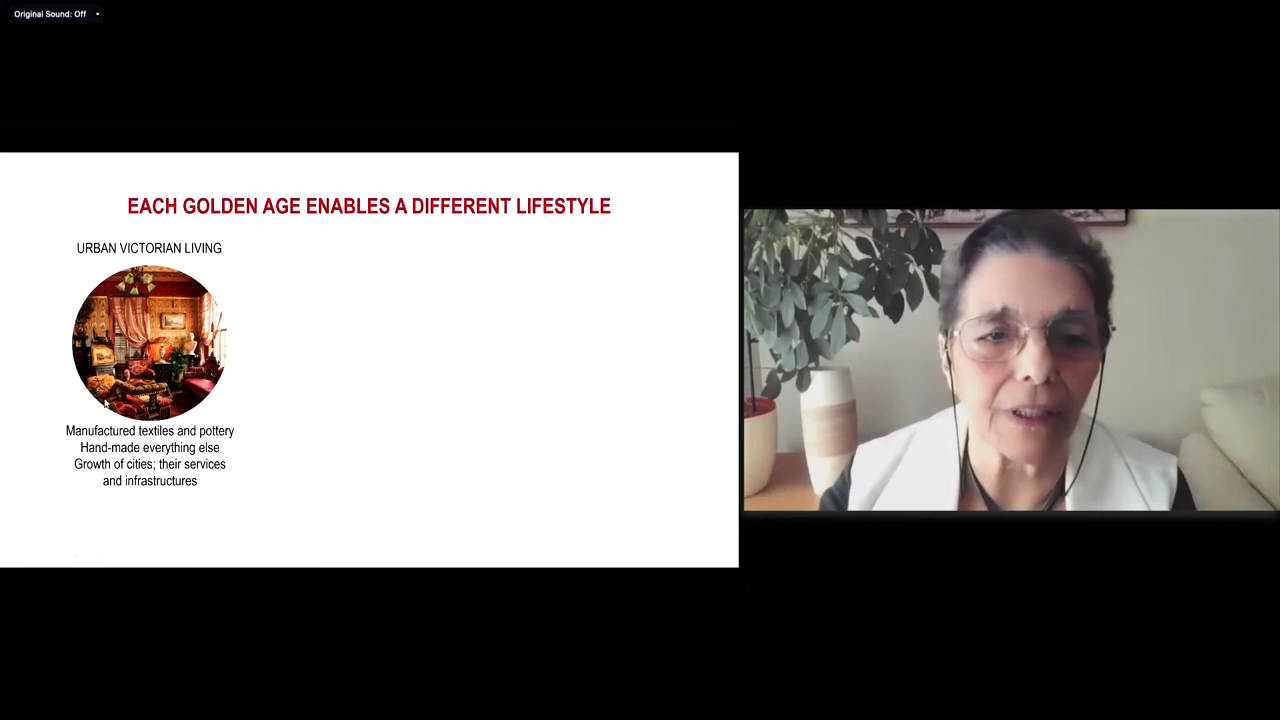 Original Sound: Off
EACH GOLDEN AGE ENABLES A DIFFERENT LIFESTYLE
URBAN VICTORIAN LIVING
Manufactured textiles and pottery
Hand-made everything else
Growth of cities; their services
and infrastructures